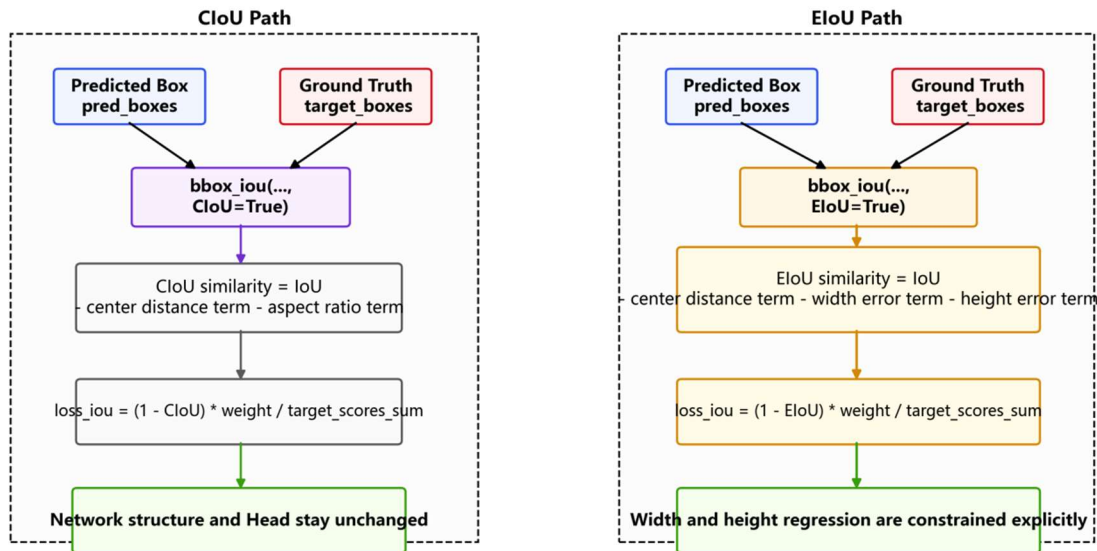 CIoU Path
Predicted Box
pred_boxes
Ground Truth
target_boxes
bbox_iou(...,
CIoU=True)
CIoU similarity = IoU
- center distance term - aspect ratio term
loss_iou = (1 - CIoU) * weight / target_scores_sum
Network structure and Head stay unchanged
EIoU Path
Predicted Box
pred_boxes
Ground Truth
target_boxes
bbox_iou(...,
EIoU=True)
EIoU similarity = IoU
- center distance term - width error term - height error term
loss_iou = (1 - EIoU) * weight / target_scores_sum
Width and height regression are constrained explicitly